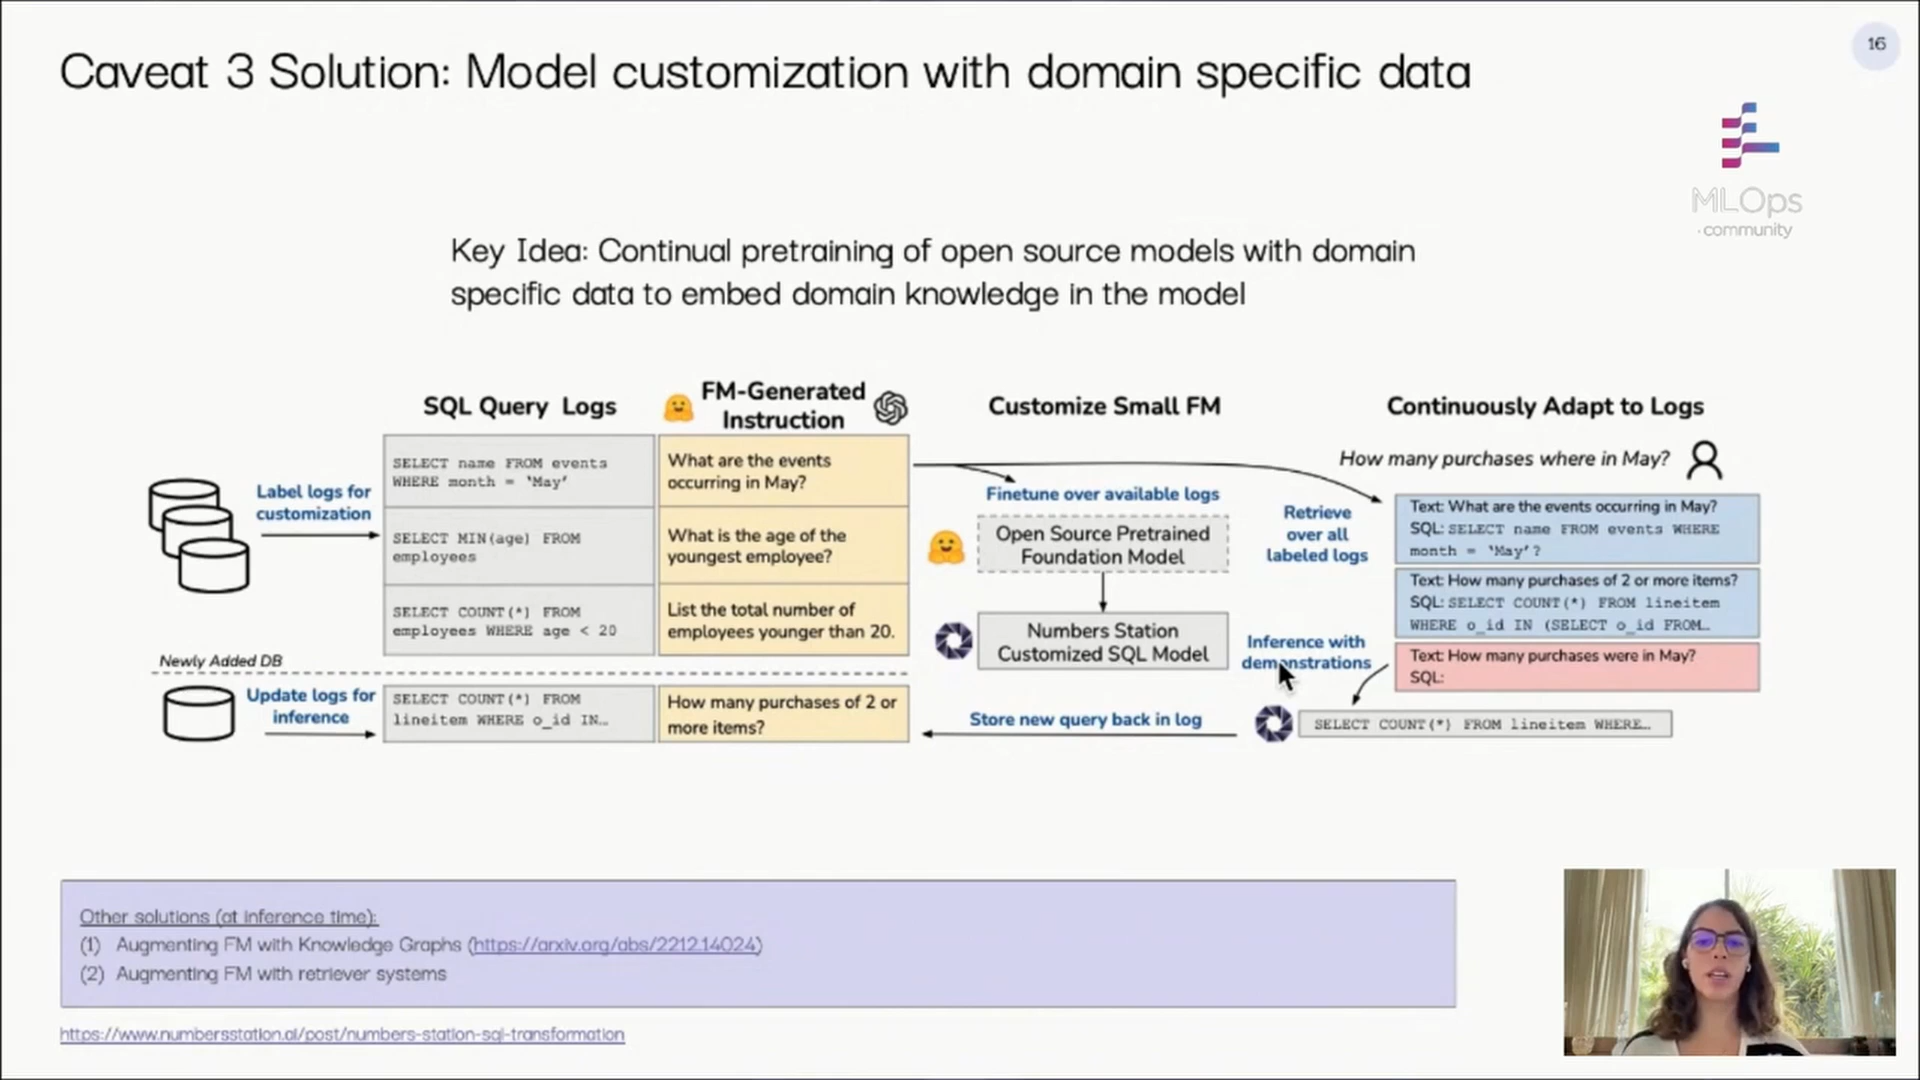 Caveat 3 Solution: Model customization with domain specific data
16
MLOps
.community
Key Idea: Continual pretraining of open source models with domain
specific data to embed domain knowledge in the model
SQL Query Logs
FM-Generated
Instruction
Customize Small FM
Continuously Adapt to Logs
Label logs for
customization
SELECT name FROM events
WHERE month = 'May'
What are the events
occurring in May?
SELECT MIN(age) FROM
employees
What is the age of the
youngest employee?
SELECT COUNT(*) FROM
employees WHERE age < 20
List the total number of
employees younger than 20.
Newly Added DB
Update logs for
inference
SELECT COUNT(*) FROM
lineitem WHERE o_id IN…
How many purchases of 2 or
more items?
Finetune over available logs
Open Source Pretrained
Foundation Model
Numbers Station
Customized SQL Model
Store new query back in log
How many purchases where in May?
Retrieve
over all
labeled logs
Text: What are the events occurring in May?
SQL: SELECT name FROM events WHERE
month = 'May'?
Text: How many purchases of 2 or more items?
SQL: SELECT COUNT(*) FROM lineitem
WHERE o_id IN (SELECT o_id FROM…
Text: How many purchases were in May?
SQL:
Inference with
demonstrations
SELECT COUNT(*) FROM lineitem WHERE…
Other solutions (at inference time):
(1) Augmenting FM with Knowledge Graphs (https://arxiv.org/abs/2212.14024)
(2) Augmenting FM with retriever systems
https://www.numbersstation.ai/post/numbers-station-sql-transformation